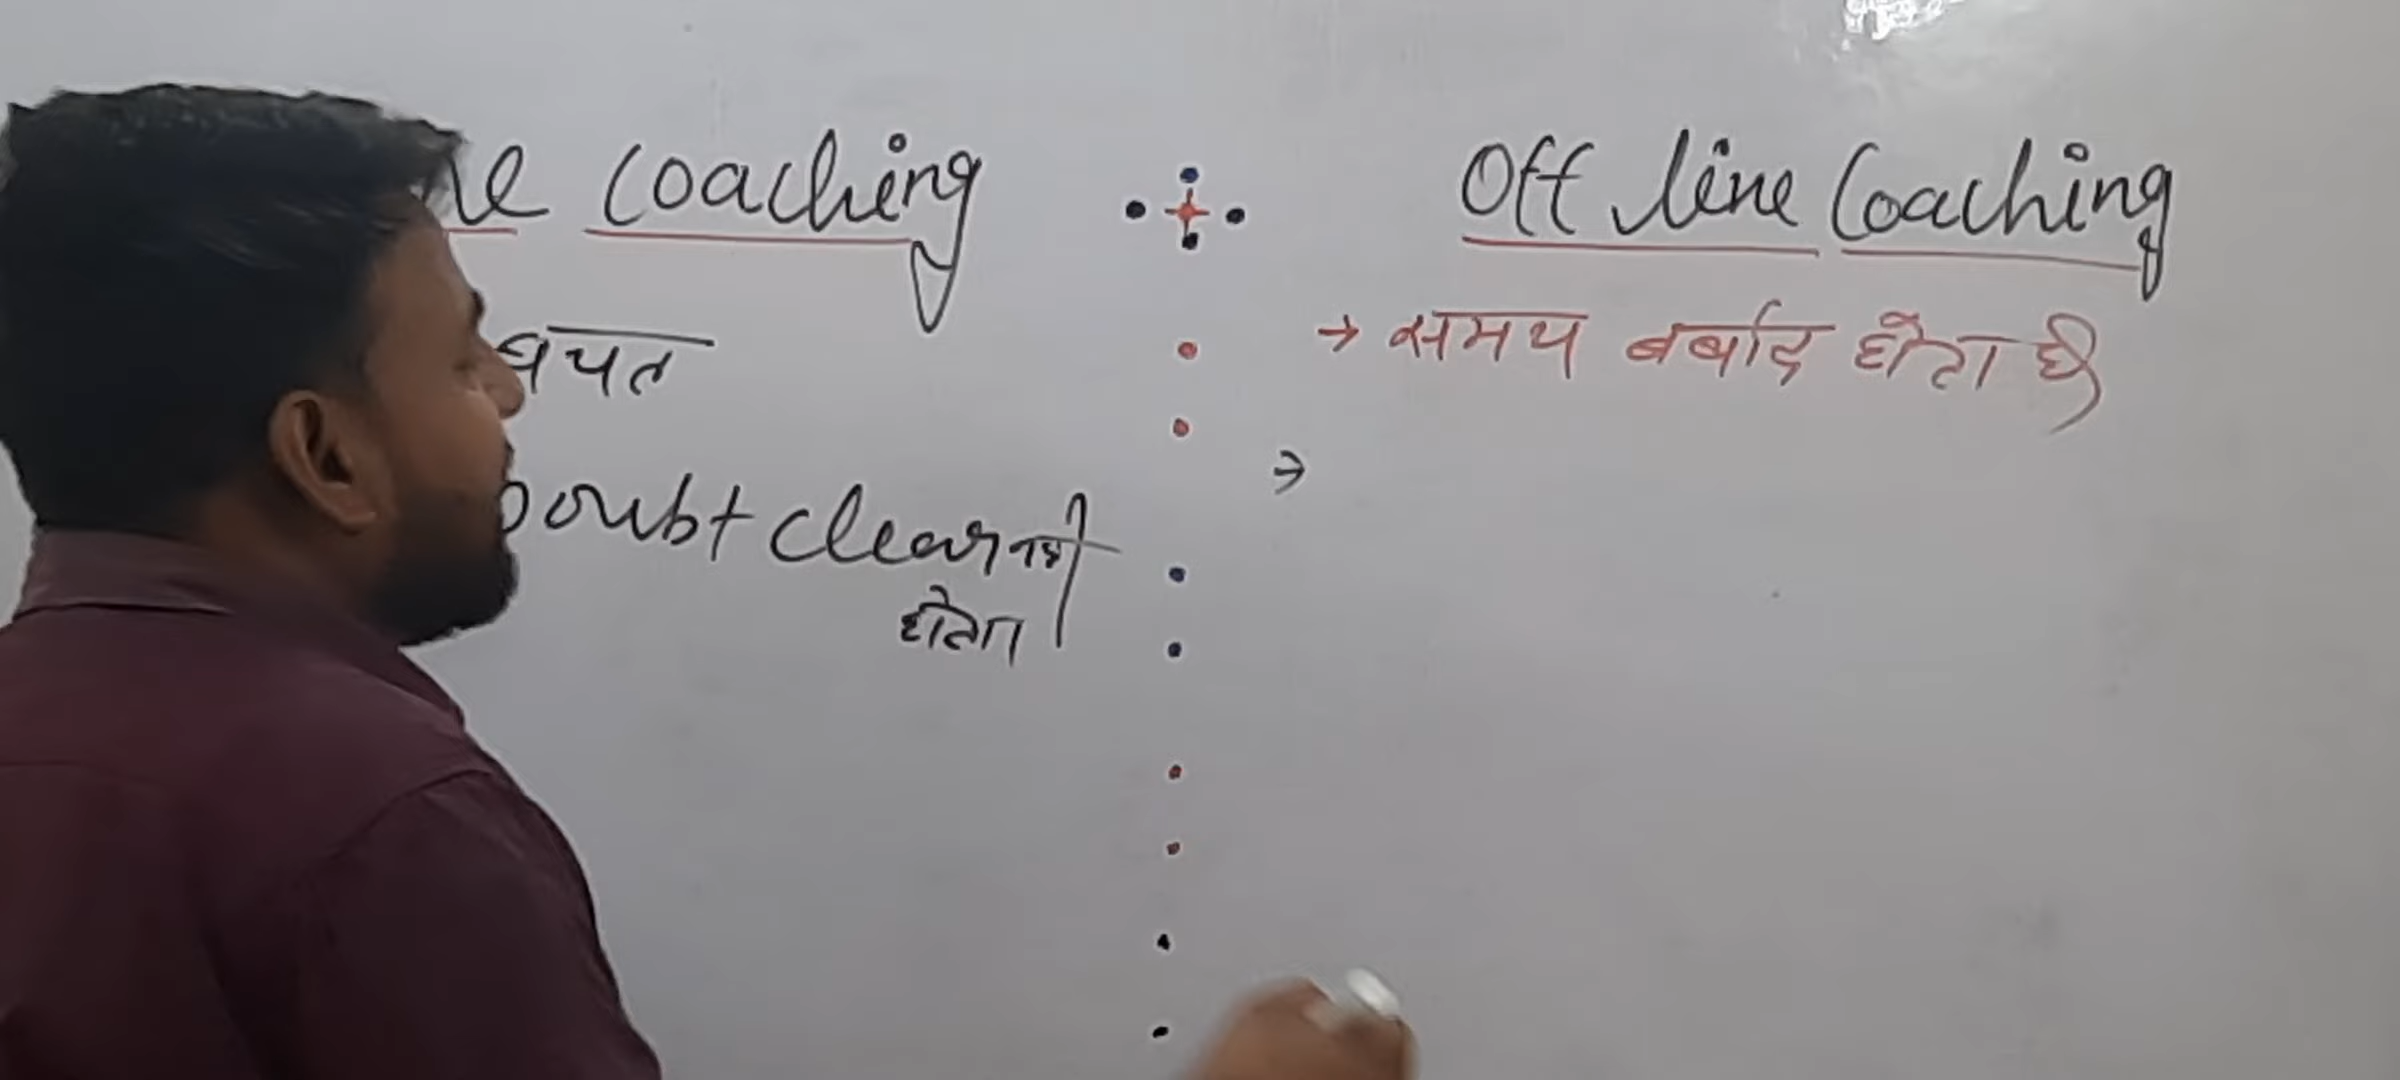 coaching
बचत
Doubt clear नही
होता
Off line Coaching
→ समय बर्बाद होता है
→